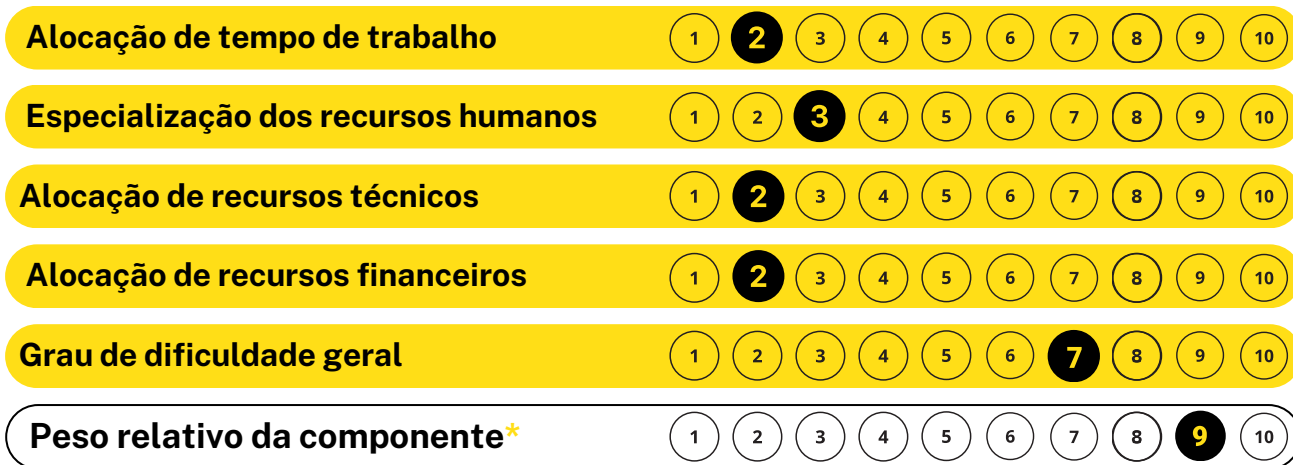 Alocação de tempo de trabalho 1 2 3 4 5 6 7 8 9 10
Especialização dos recursos humanos 1 2 3 4 5 6 7 8 9 10
Alocação de recursos técnicos 1 2 3 4 5 6 7 8 9 10
Alocação de recursos financeiros 1 2 3 4 5 6 7 8 9 10
Grau de dificuldade geral 1 2 3 4 5 6 7 8 9 10
Peso relativo da componente* 1 2 3 4 5 6 7 8 9 10